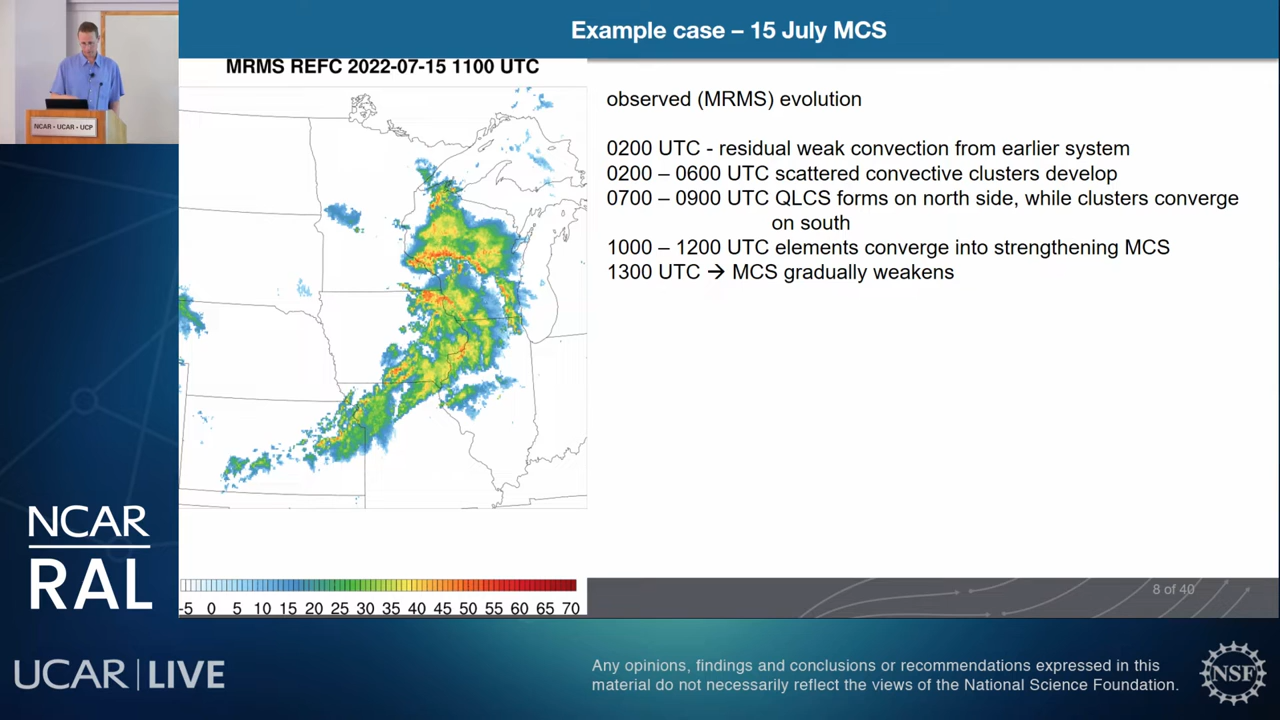 Example case – 15 July MCS
MRMS REFC 2022-07-15 1100 UTC
observed (MRMS) evolution
0200 UTC - residual weak convection from earlier system
0200 – 0600 UTC scattered convective clusters develop
0700 – 0900 UTC QLCS forms on north side, while clusters converge
on south
1000 – 1200 UTC elements converge into strengthening MCS
1300 UTC → MCS gradually weakens
NCAR - UCAR - UCP
NCAR
RAL
-5 0 5 10 15 20 25 30 35 40 45 50 55 60 65 70
8 of 40
UCAR | LIVE
Any opinions, findings and conclusions or recommendations expressed in this
material do not necessarily reflect the views of the National Science Foundation.
NSF